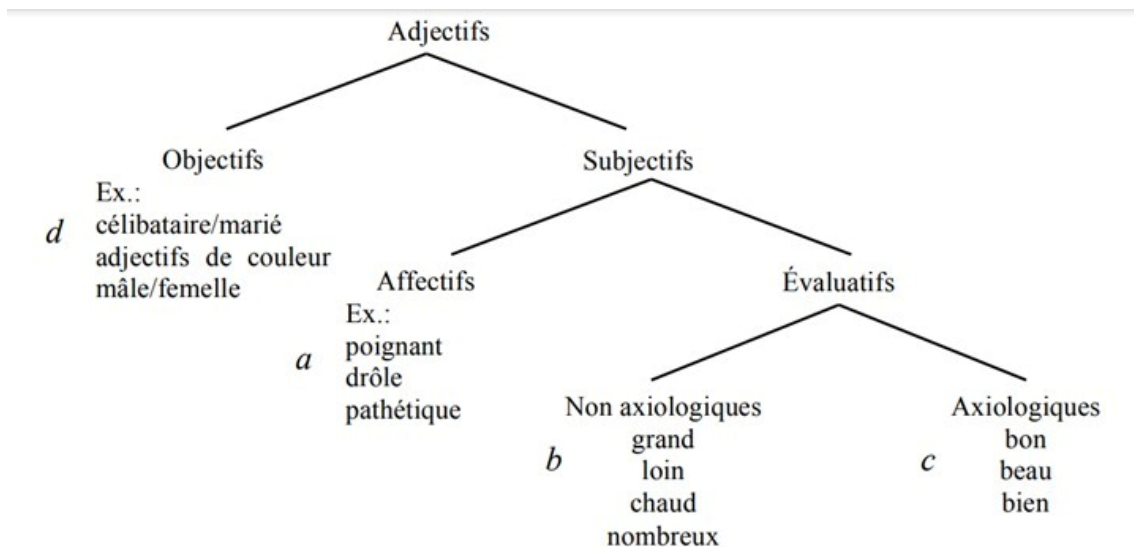 Adjectifs
Objectifs
Subjectifs
Ex.:
d
célibataire/marié
adjectifs de couleur
mâle/femelle
Affectifs
Évaluatifs
Ex.:
a
poignant
drôle
pathétique
Non axiologiques
b
grand
loin
chaud
nombreux
Axiologiques
c
bon
beau
bien